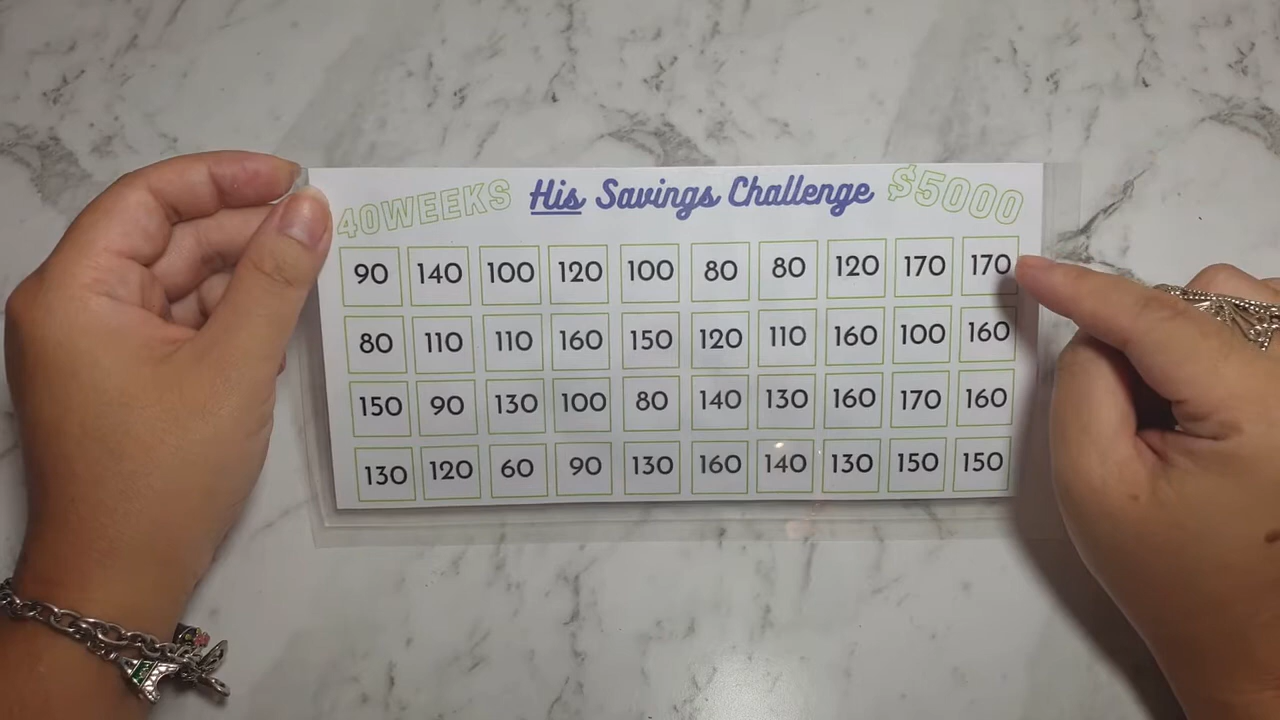 40WEEKS His Savings Challenge $5000
90 140 100 120 100 80 80 120 170 170
80 110 110 160 150 120 110 160 100 160
150 90 130 100 80 140 130 160 170 160
130 120 60 90 130 160 140 130 150 150